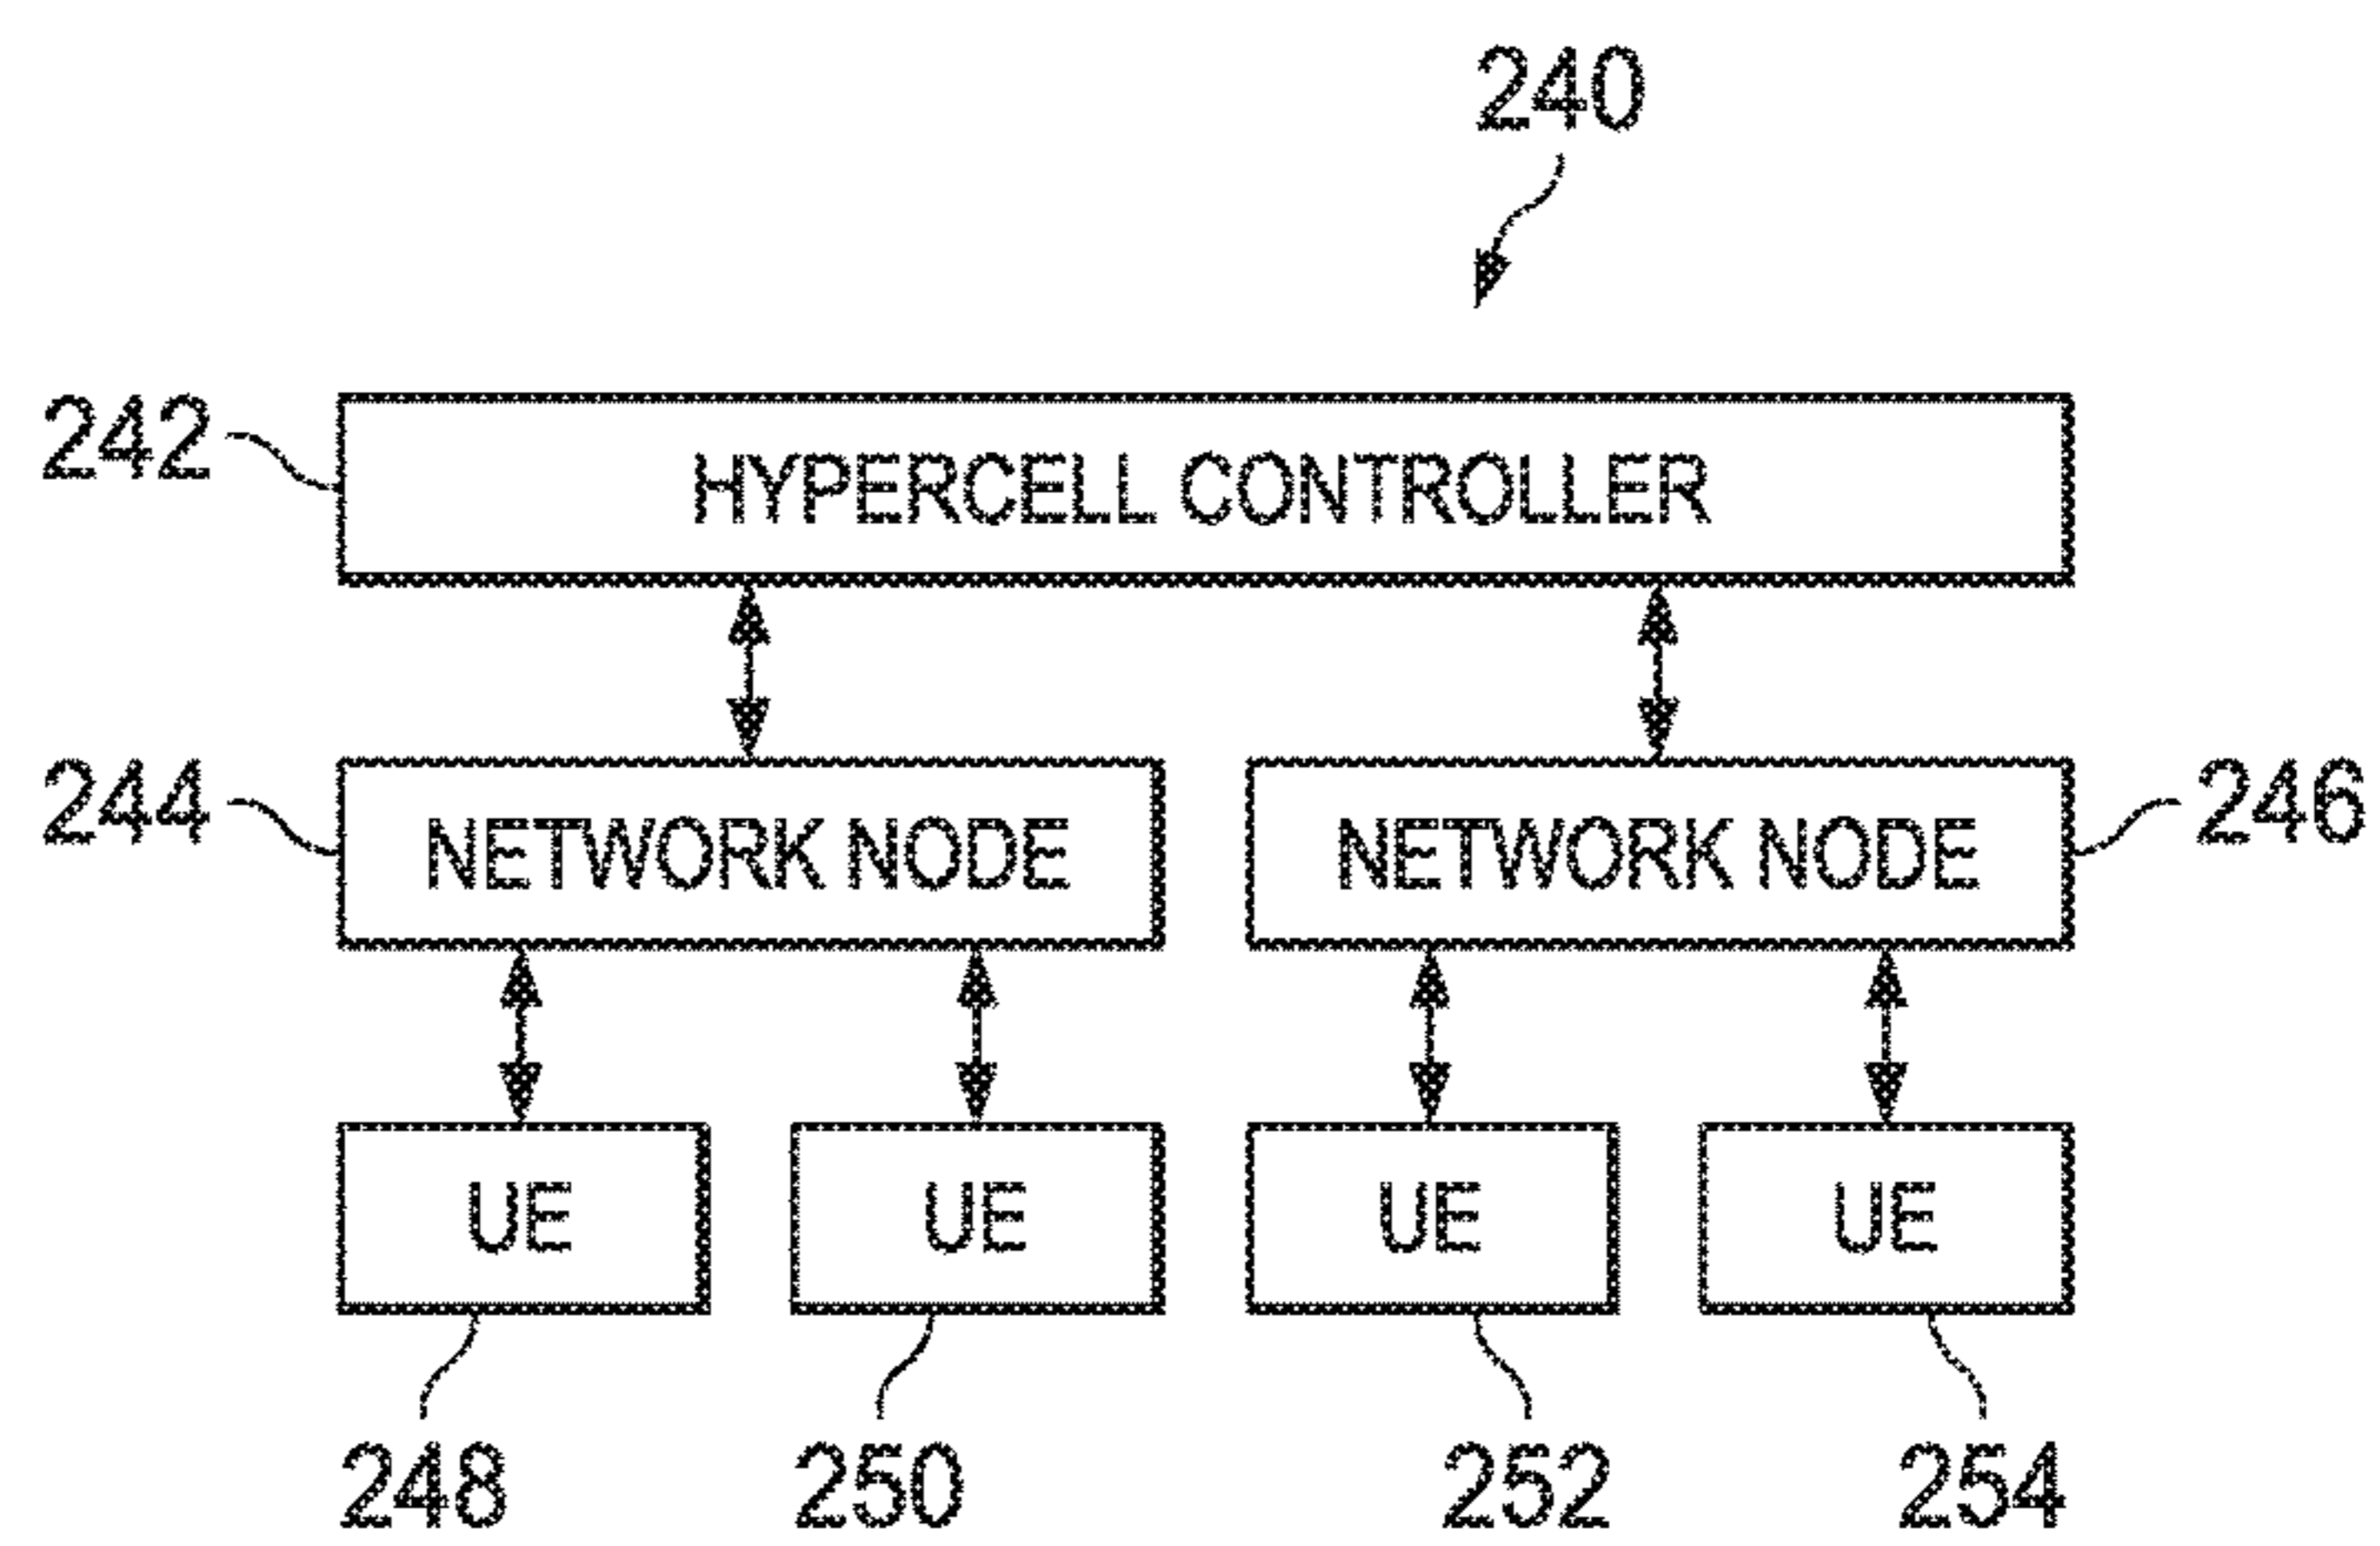 240
242 HYPERCELL CONTROLLER
244 NETWORK NODE NETWORK NODE 246
UE UE UE UE
248 250 252 254